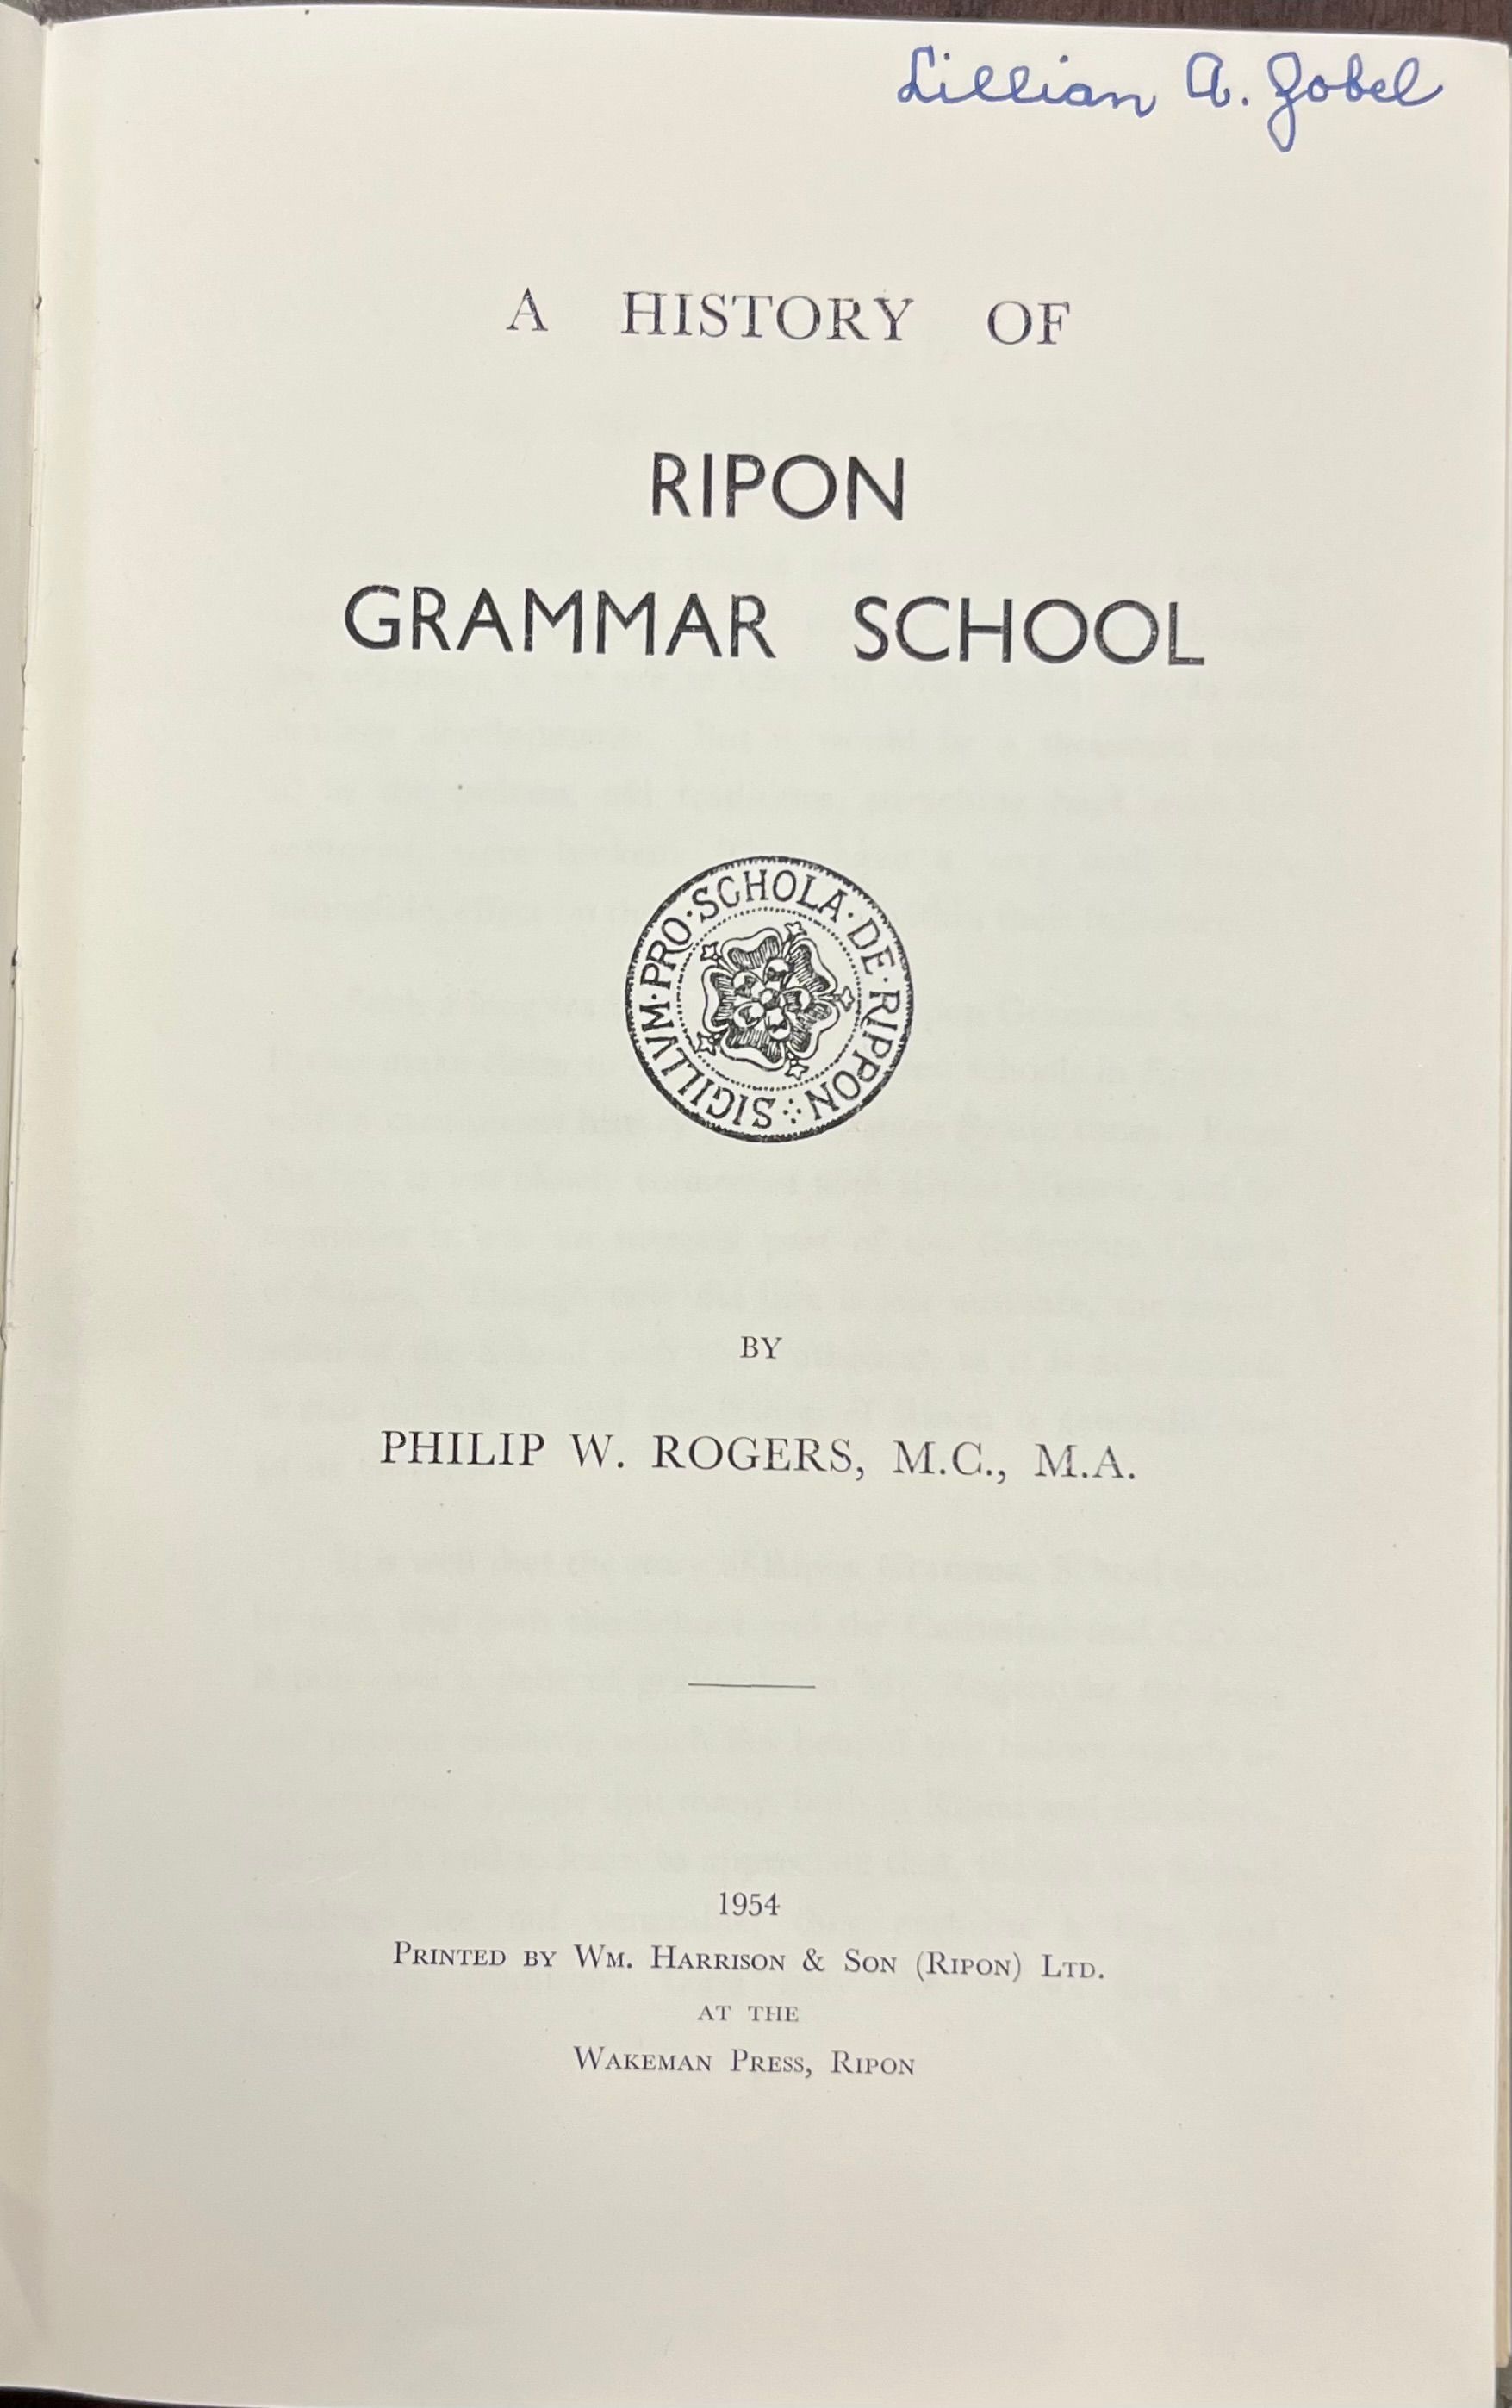 Lillian A. Zobel
A HISTORY OF
RIPON
GRAMMAR SCHOOL
SIGILLVM·PRO·SCHOLA·DE·RIPPON
BY
PHILIP W. ROGERS, M.C., M.A.
1954
PRINTED BY WM. HARRISON & SON (RIPON) LTD.
AT THE
WAKEMAN PRESS, RIPON